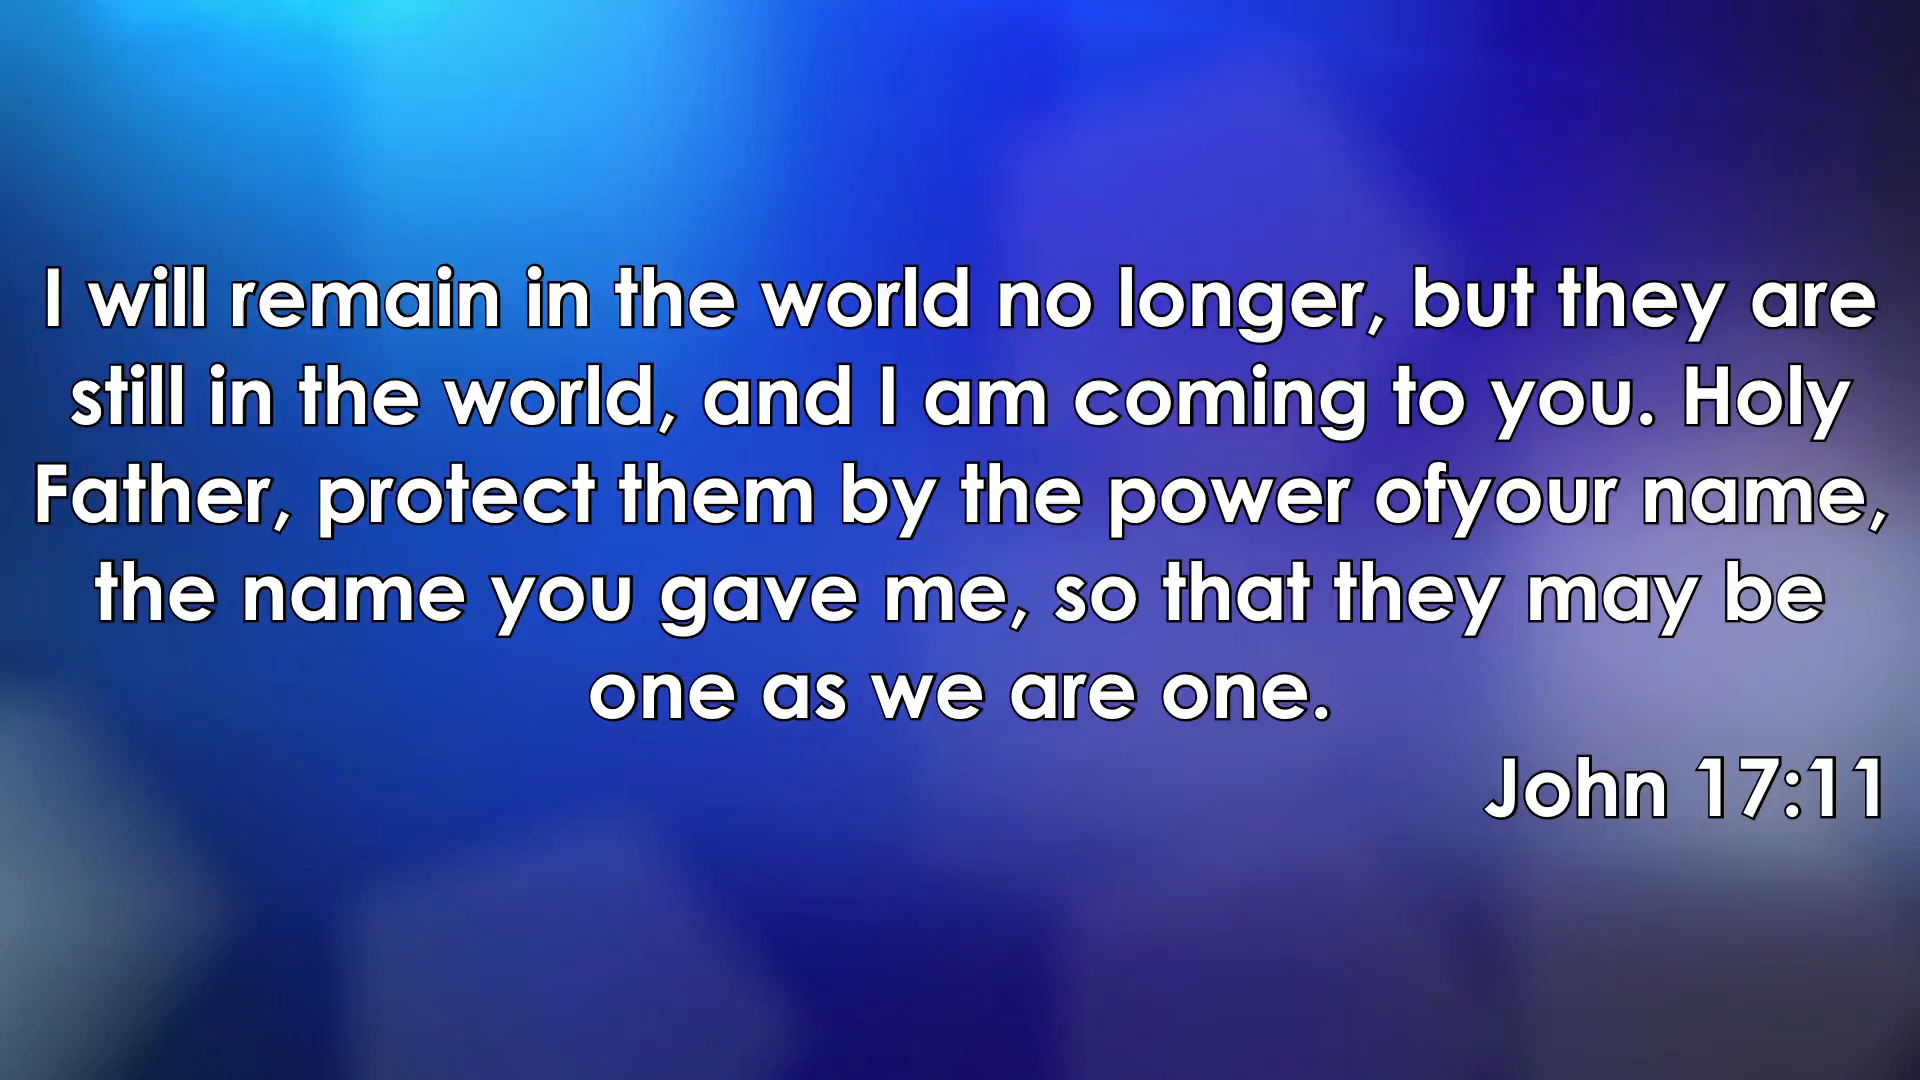 I will remain in the world no longer, but they are
still in the world, and I am coming to you. Holy
Father, protect them by the power ofyour name,
the name you gave me, so that they may be
one as we are one.
John 17:11